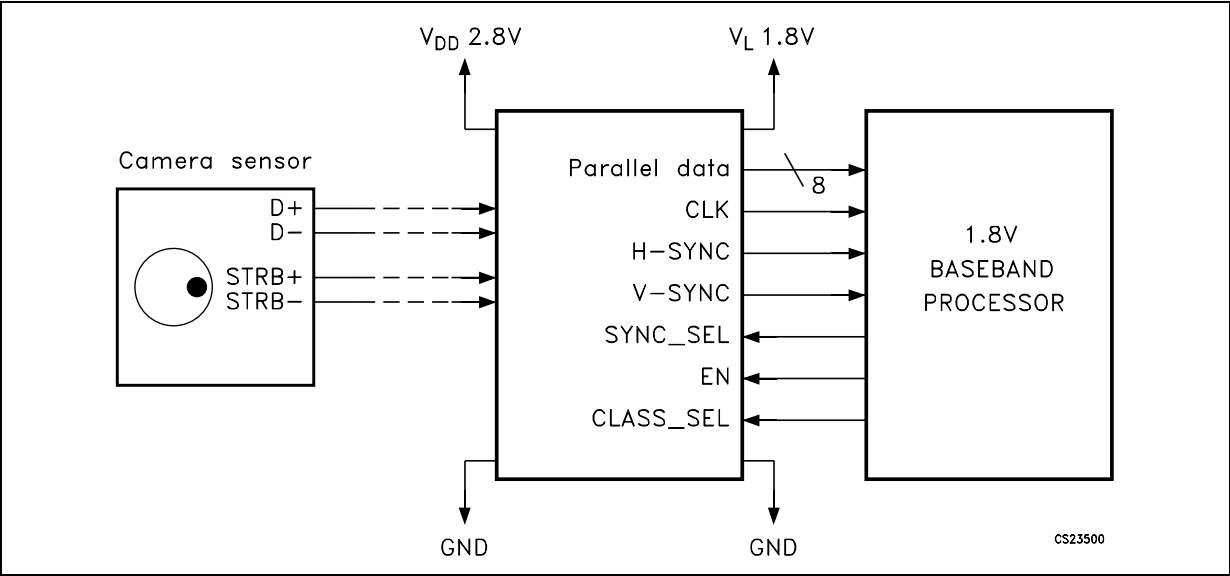 VDD 2.8V
VL 1.8V
Camera sensor
D+
D-
STRB+
STRB-
Parallel data
8
CLK
H-SYNC
V-SYNC
SYNC_SEL
EN
CLASS_SEL
1.8V
BASEBAND
PROCESSOR
GND
GND
CS23500